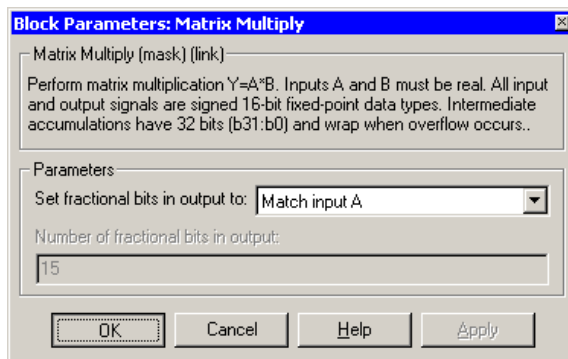 Block Parameters: Matrix Multiply
Matrix Multiply (mask) (link)
Perform matrix multiplication Y=A*B. Inputs A and B must be real. All input
and output signals are signed 16-bit fixed-point data types. Intermediate
accumulations have 32 bits (b31:b0) and wrap when overflow occurs..
Parameters
Set fractional bits in output to: Match input A
Number of fractional bits in output:
15
OK Cancel Help Apply